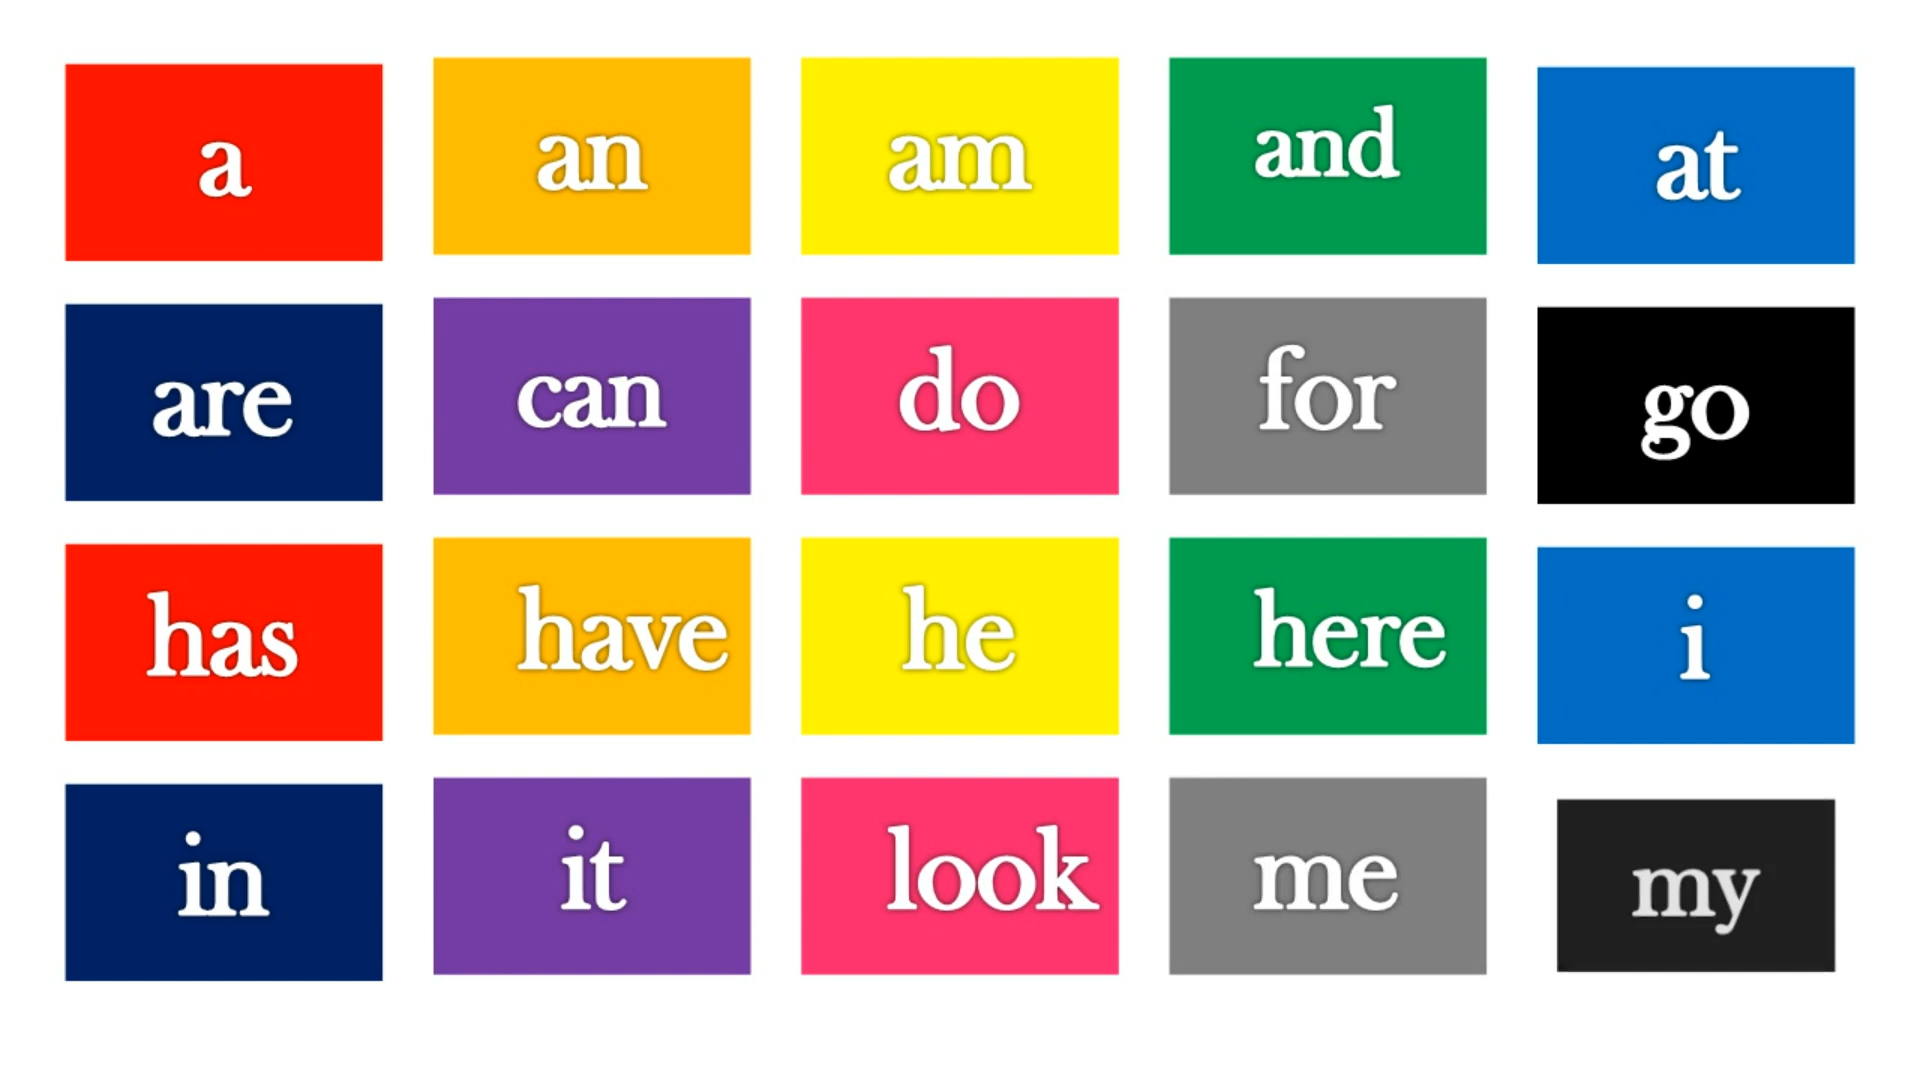 a an am and at
are can do for go
has have he here i
in it look me my